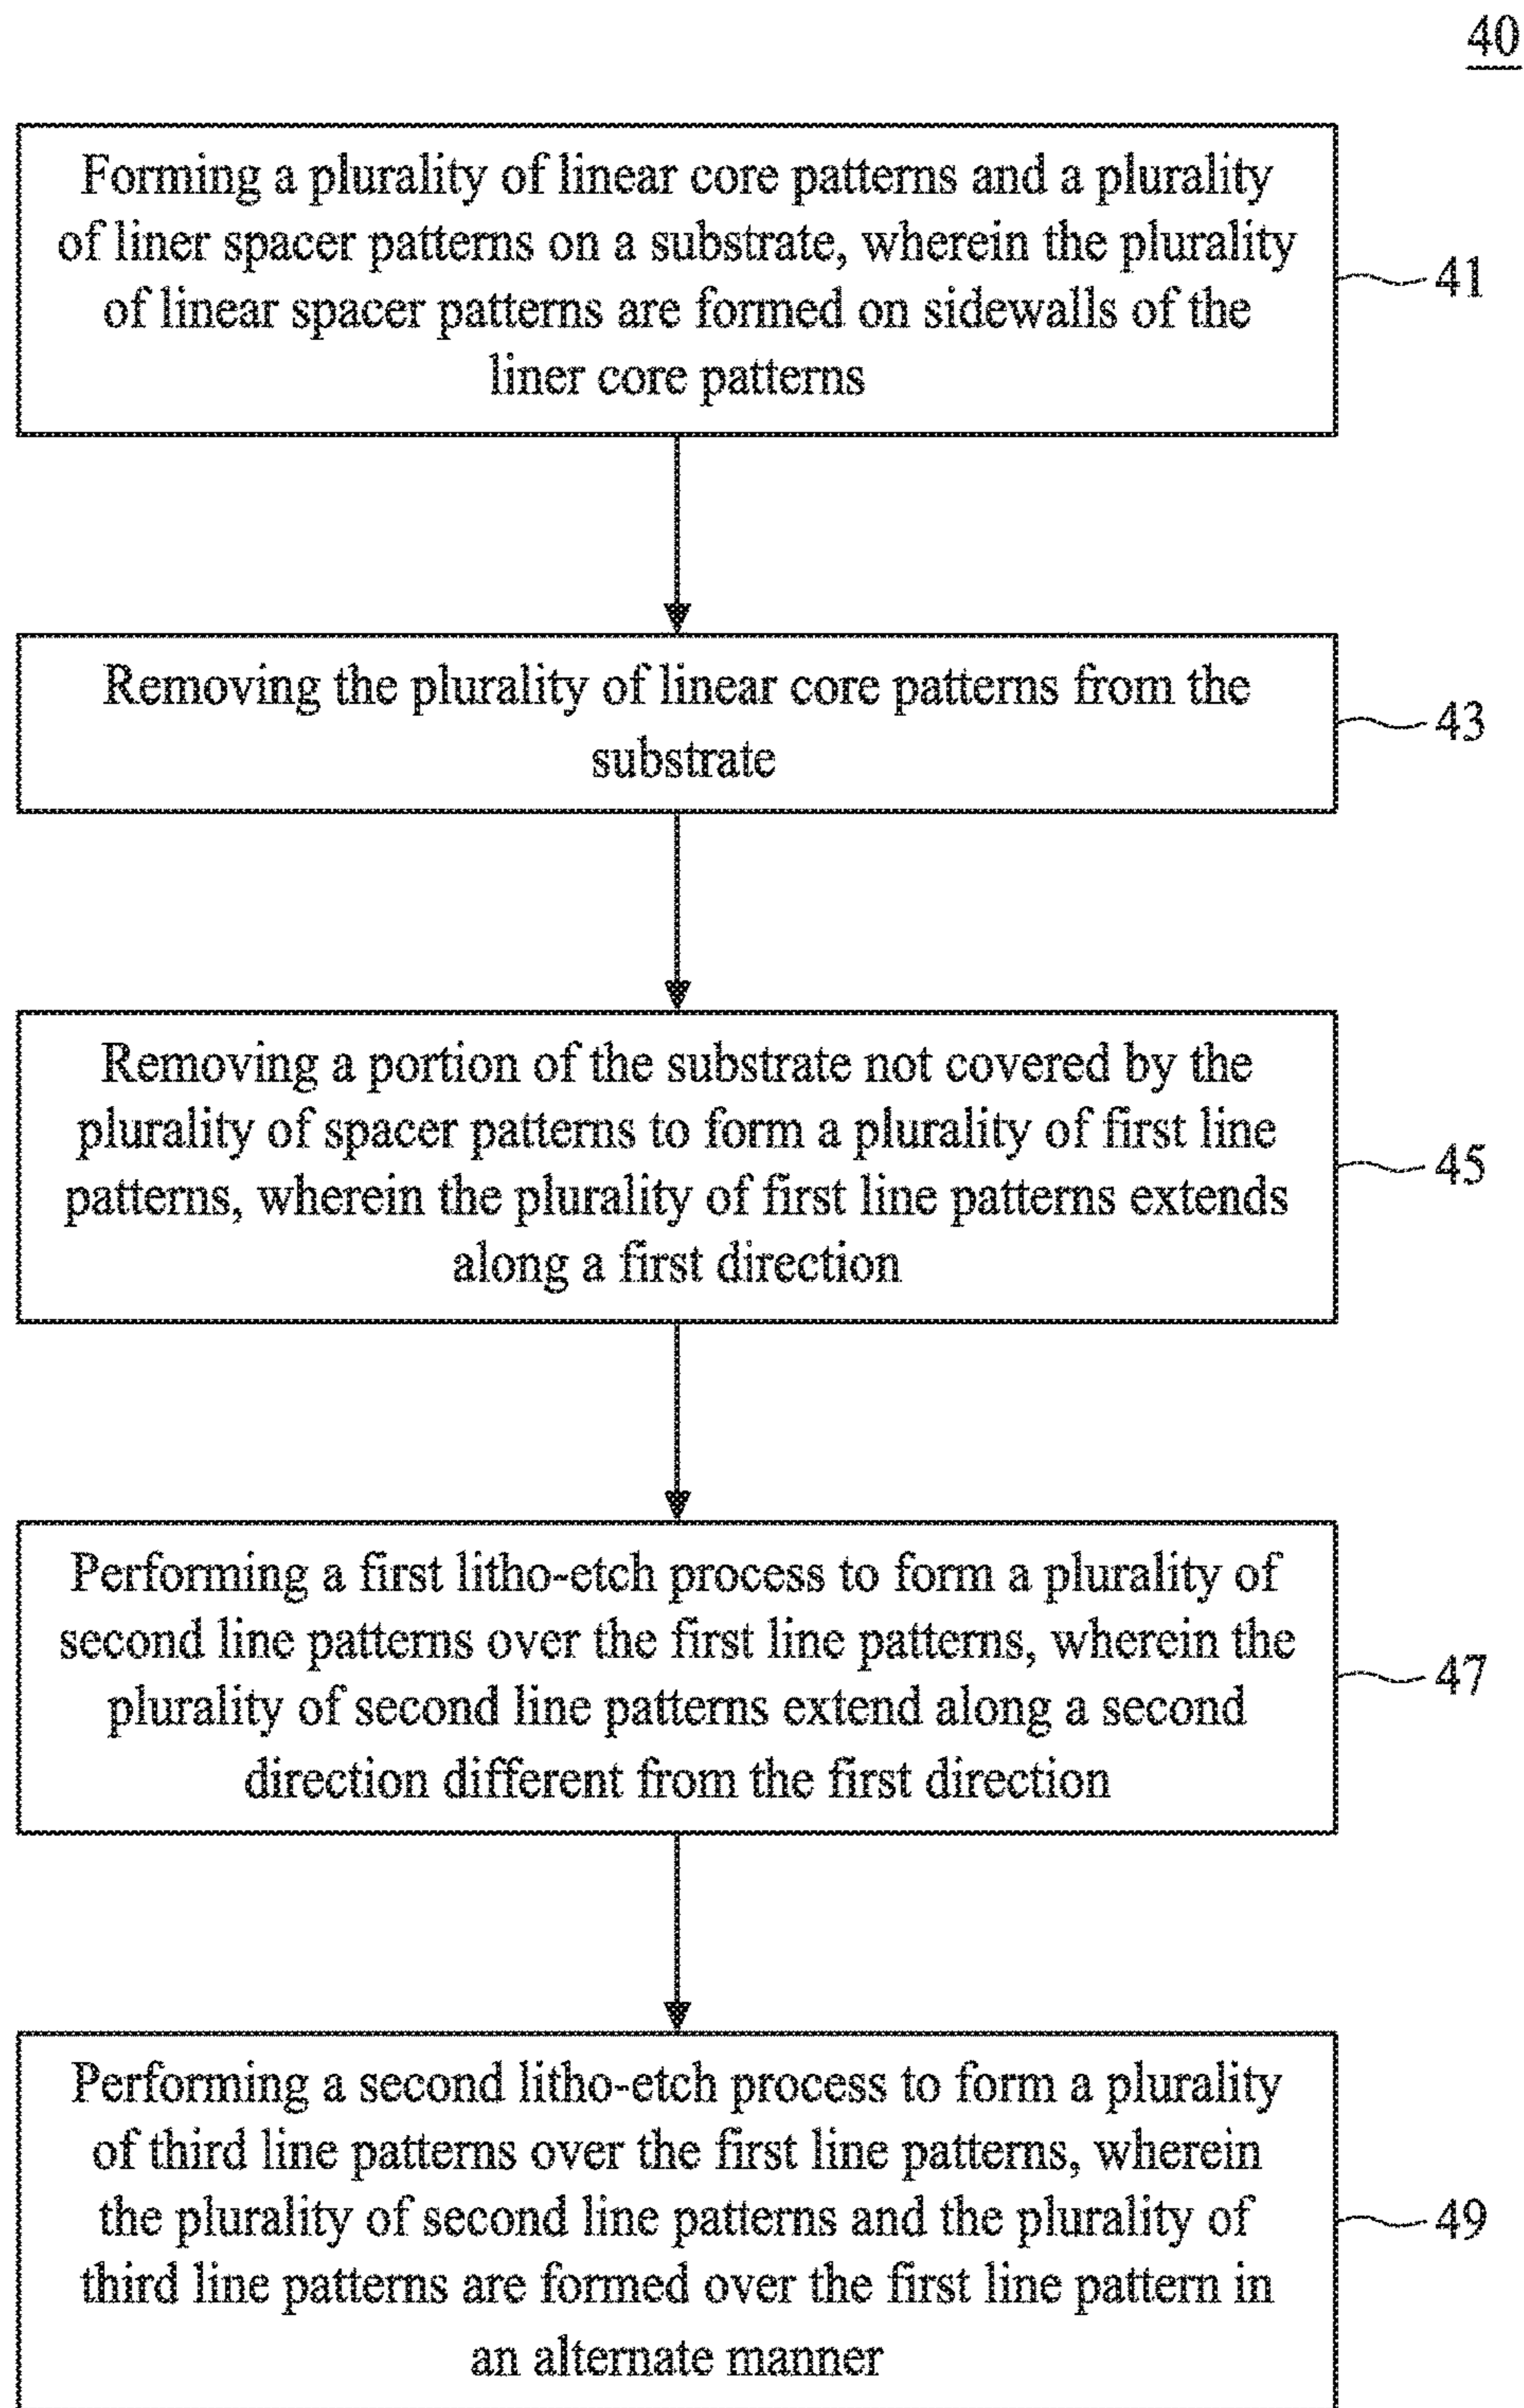 40
Forming a plurality of linear core patterns and a plurality
of liner spacer patterns on a substrate, wherein the plurality
of linear spacer patterns are formed on sidewalls of the
liner core patterns
41
Removing the plurality of linear core patterns from the
substrate
43
Removing a portion of the substrate not covered by the
plurality of spacer patterns to form a plurality of first line
patterns, wherein the plurality of first line patterns extends
along a first direction
45
Performing a first litho-etch process to form a plurality of
second line patterns over the first line patterns, wherein the
plurality of second line patterns extend along a second
direction different from the first direction
47
Performing a second litho-etch process to form a plurality
of third line patterns over the first line patterns, wherein
the plurality of second line patterns and the plurality of
third line patterns are formed over the first line pattern in
an alternate manner
49